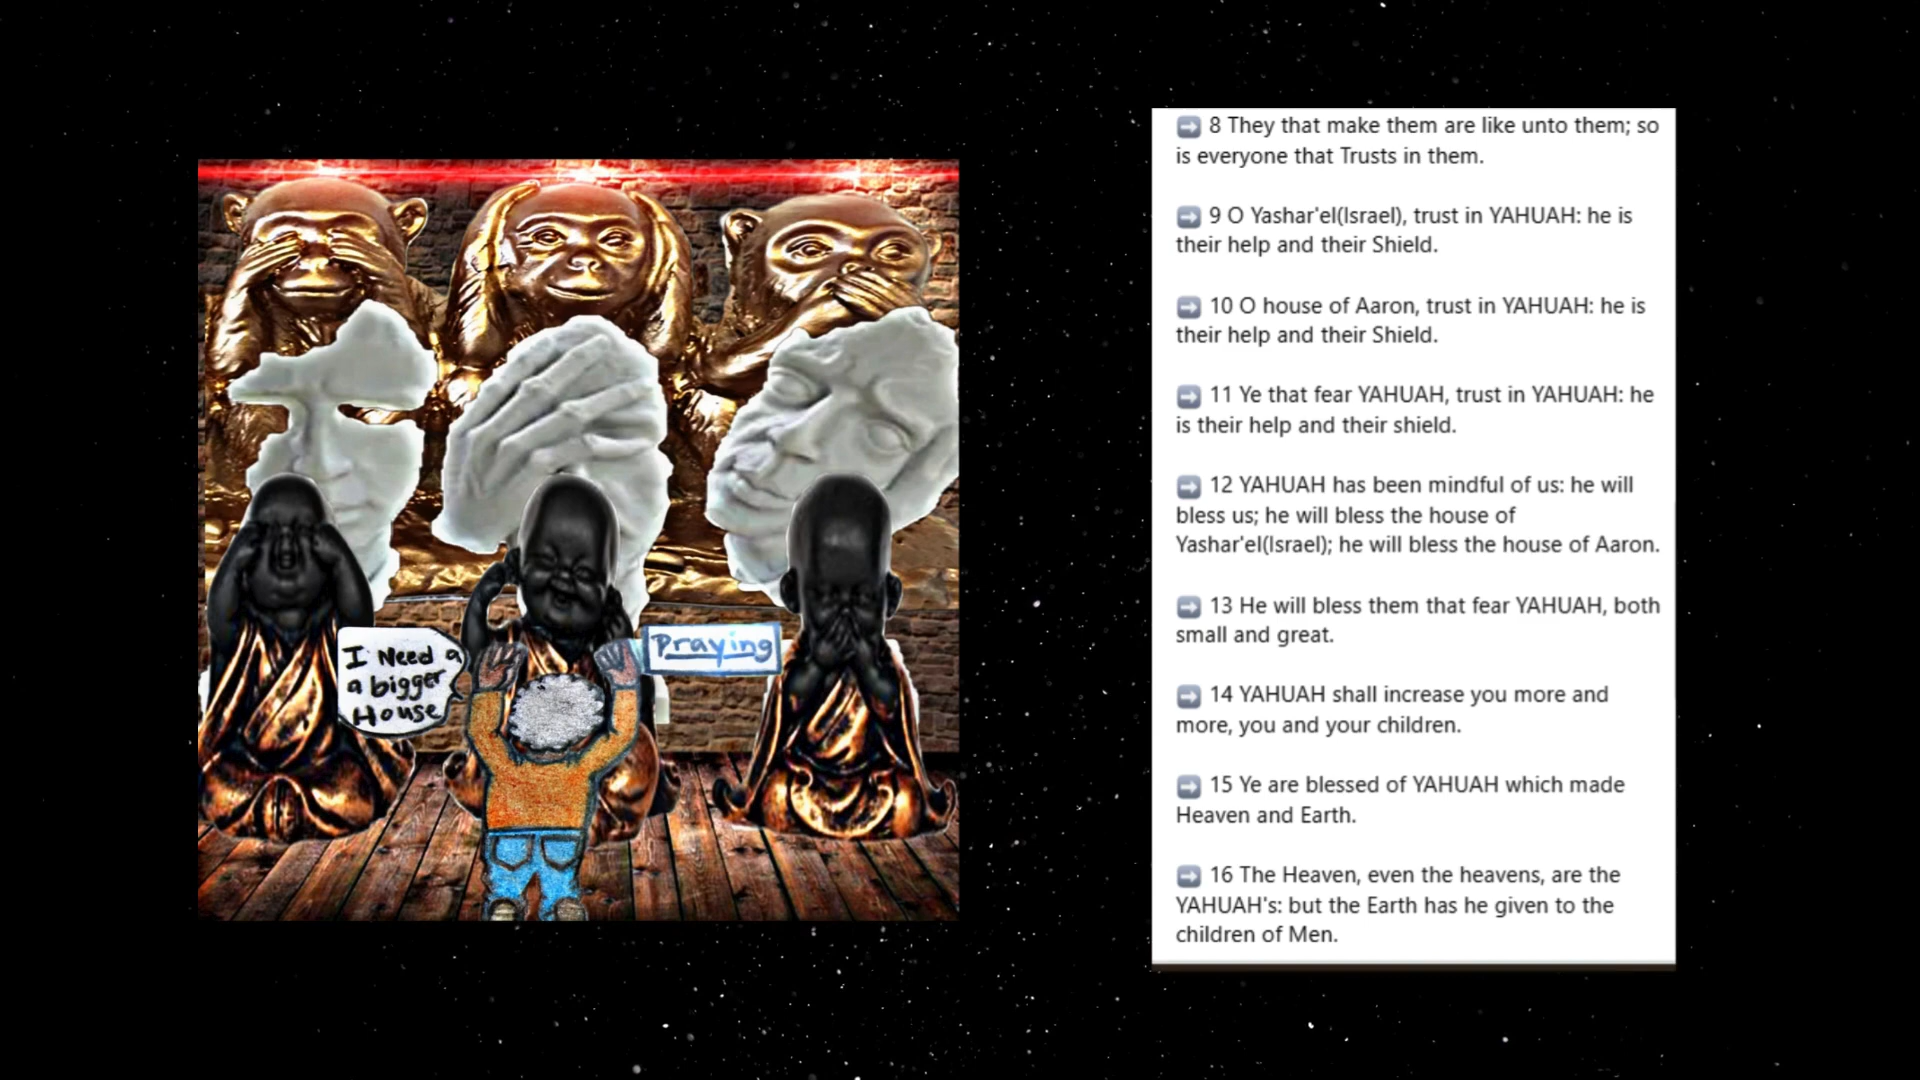 I Need a
a bigger
House
Praying
➡ 8 They that make them are like unto them; so
is everyone that Trusts in them.
➡ 9 O Yashar'el(Israel), trust in YAHUAH: he is
their help and their Shield.
➡ 10 O house of Aaron, trust in YAHUAH: he is
their help and their Shield.
➡ 11 Ye that fear YAHUAH, trust in YAHUAH: he
is their help and their shield.
➡ 12 YAHUAH has been mindful of us: he will
bless us; he will bless the house of
Yashar'el(Israel); he will bless the house of Aaron.
➡ 13 He will bless them that fear YAHUAH, both
small and great.
➡ 14 YAHUAH shall increase you more and
more, you and your children.
➡ 15 Ye are blessed of YAHUAH which made
Heaven and Earth.
➡ 16 The Heaven, even the heavens, are the
YAHUAH's: but the Earth has he given to the
children of Men.